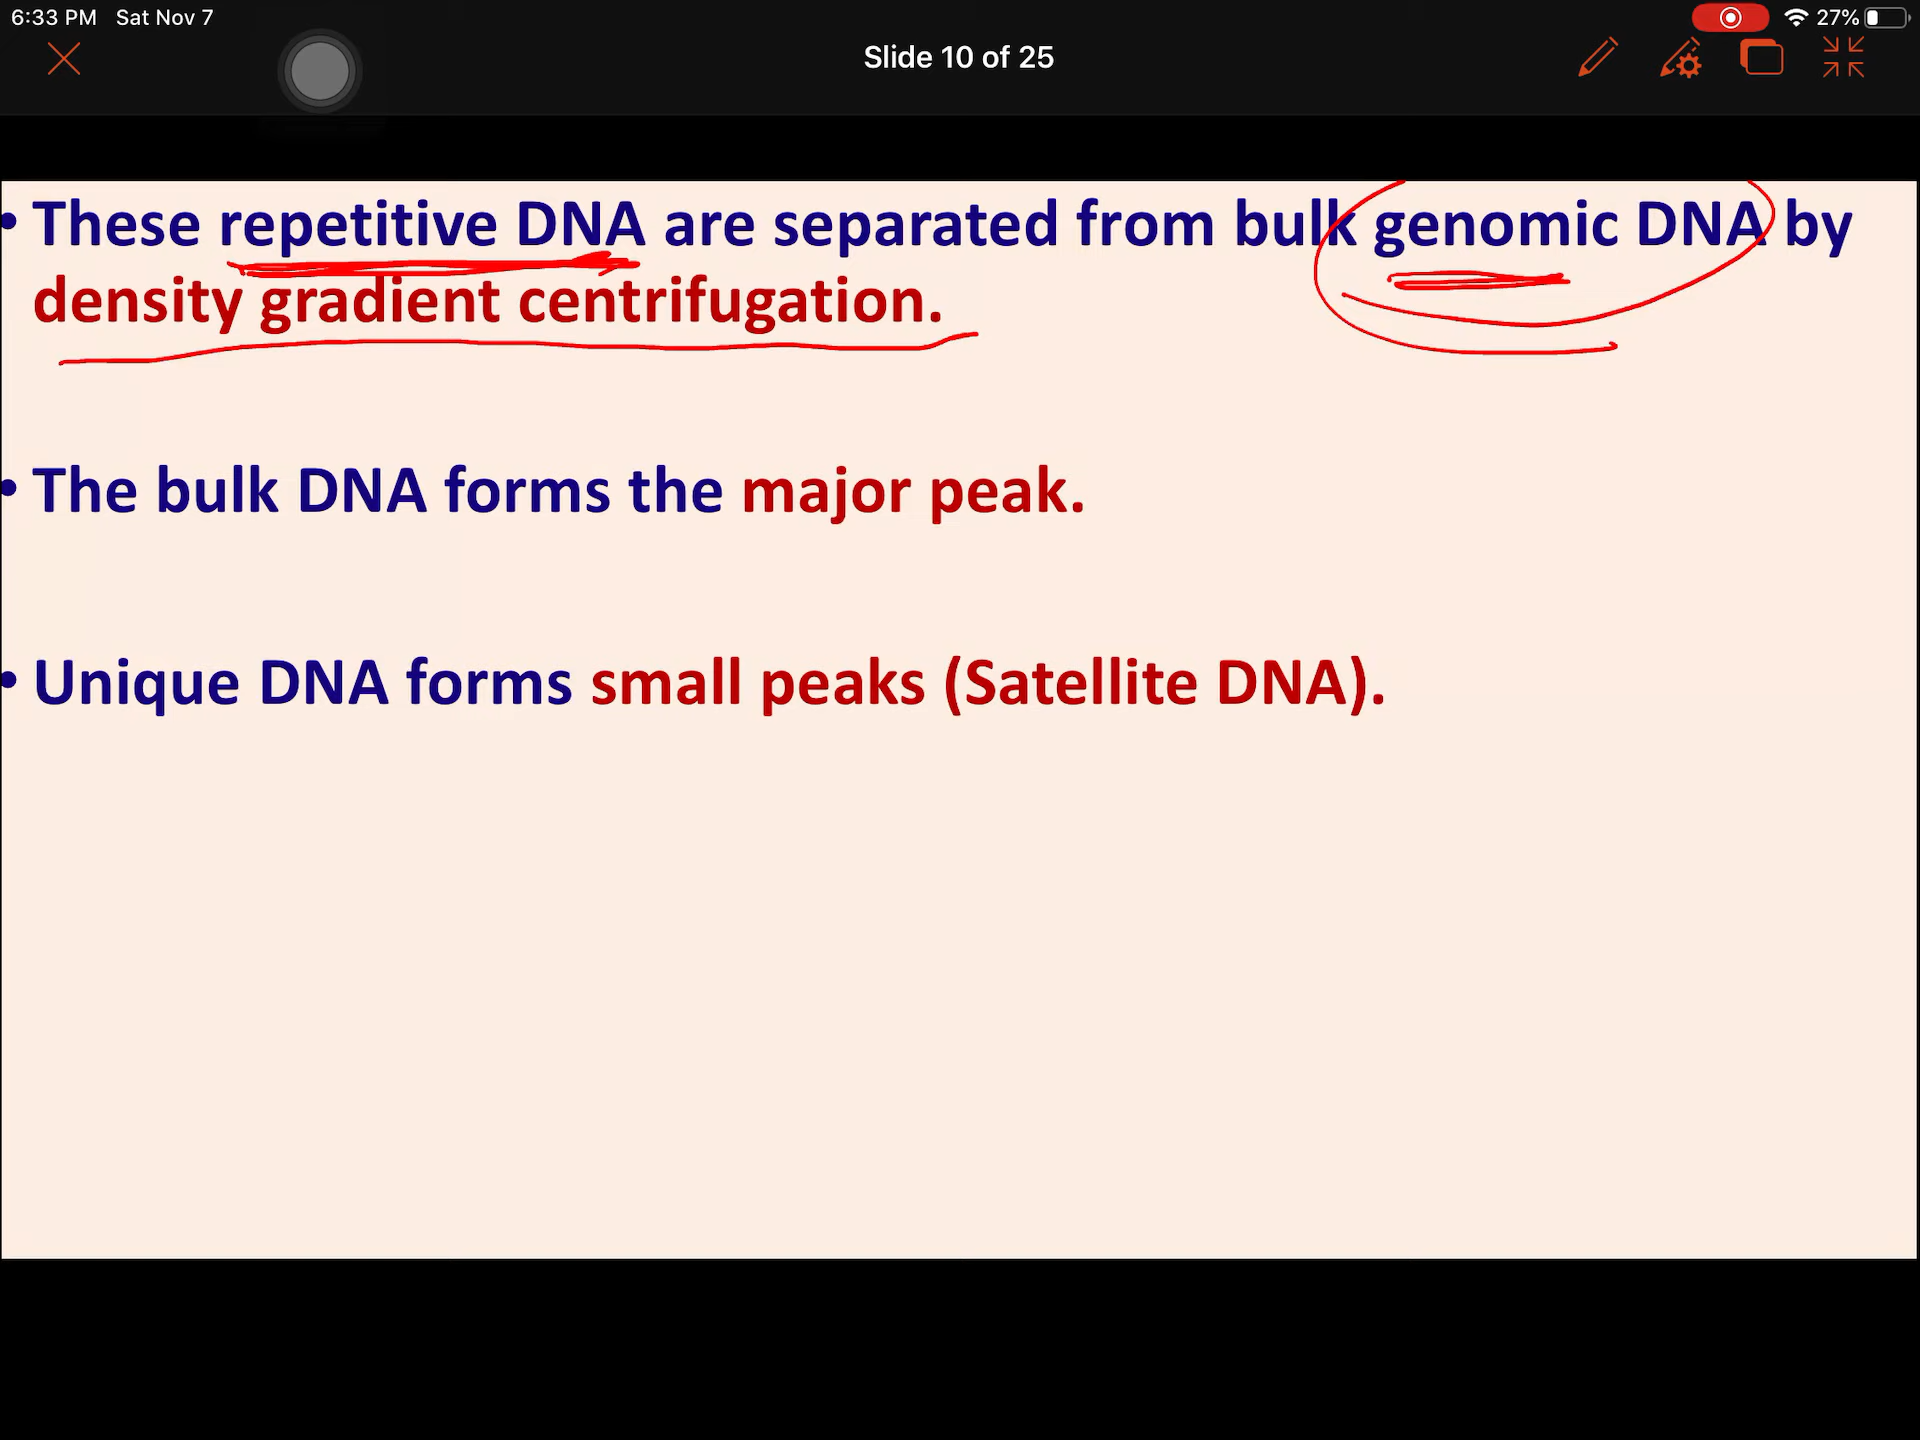 6:33 PM Sat Nov 7
27%
Slide 10 of 25
• These repetitive DNA are separated from bulk genomic DNA by
density gradient centrifugation.
• The bulk DNA forms the major peak.
• Unique DNA forms small peaks (Satellite DNA).